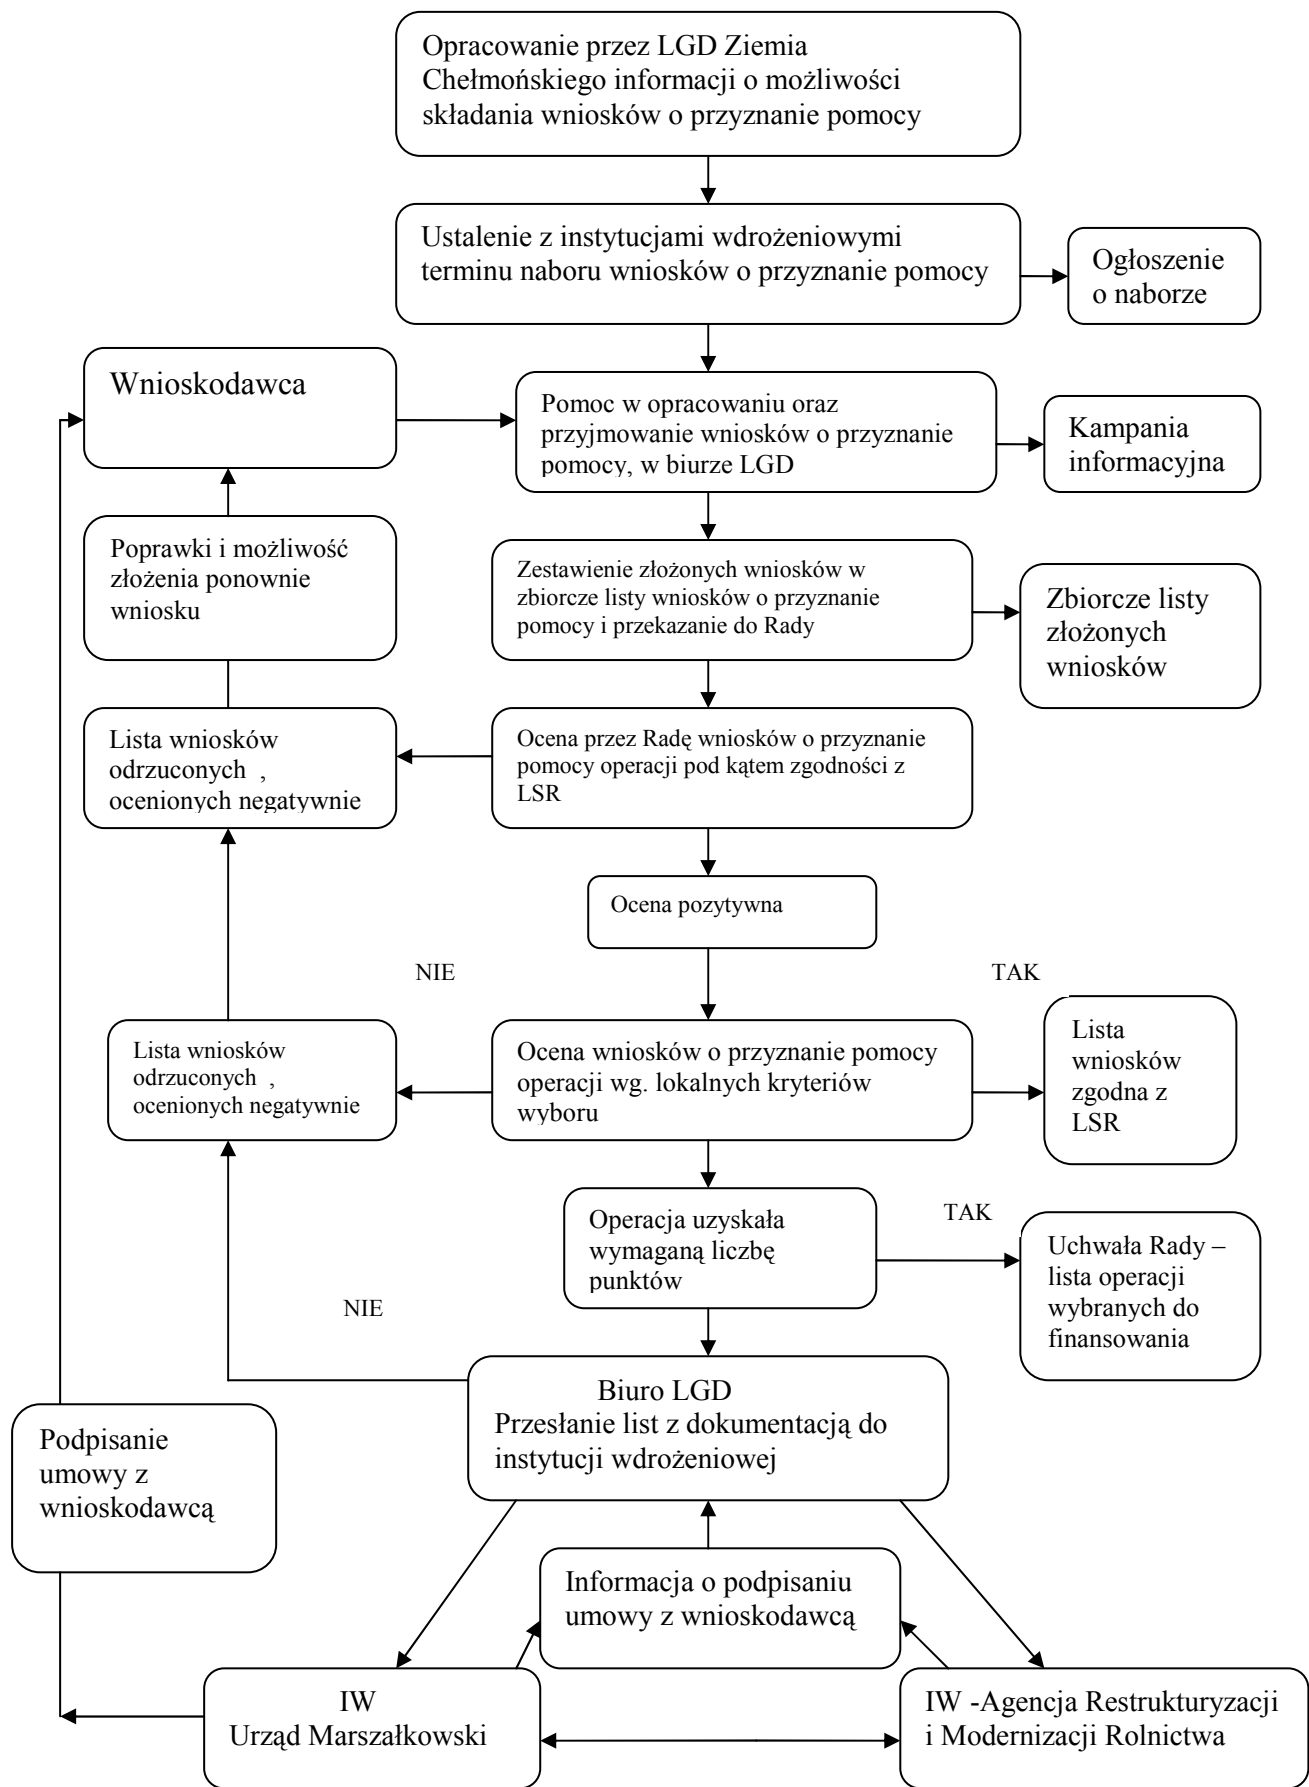 Opracowanie przez LGD Ziemia
Chełmońskiego informacji o możliwości
składania wniosków o przyznanie pomocy
Ustalenie z instytucjami wdrożeniowymi
terminu naboru wniosków o przyznanie pomocy
Ogłoszenie
o naborze
Wnioskodawca
Pomoc w opracowaniu oraz
przyjmowanie wniosków o przyznanie
pomocy, w biurze LGD
Kampania
informacyjna
Poprawki i możliwość
złożenia ponownie
wniosku
Zestawienie złożonych wniosków w
zbiorcze listy wniosków o przyznanie
pomocy i przekazanie do Rady
Zbiorcze listy
złożonych
wniosków
Lista wniosków
odrzuconych ,
ocenionych negatywnie
Ocena przez Radę wniosków o przyznanie
pomocy operacji pod kątem zgodności z
LSR
Ocena pozytywna
NIE
TAK
Lista wniosków
odrzuconych ,
ocenionych negatywnie
Ocena wniosków o przyznanie pomocy
operacji wg. lokalnych kryteriów
wyboru
Lista
wniosków
zgodna z
LSR
Operacja uzyskała
wymaganą liczbę
punktów
TAK
Uchwała Rady –
lista operacji
wybranych do
finansowania
NIE
Biuro LGD
Przesłanie list z dokumentacją do
instytucji wdrożeniowej
Podpisanie
umowy z
wnioskodawcą
Informacja o podpisaniu
umowy z wnioskodawcą
IW
Urząd Marszałkowski
IW -Agencja Restrukturyzacji
i Modernizacji Rolnictwa